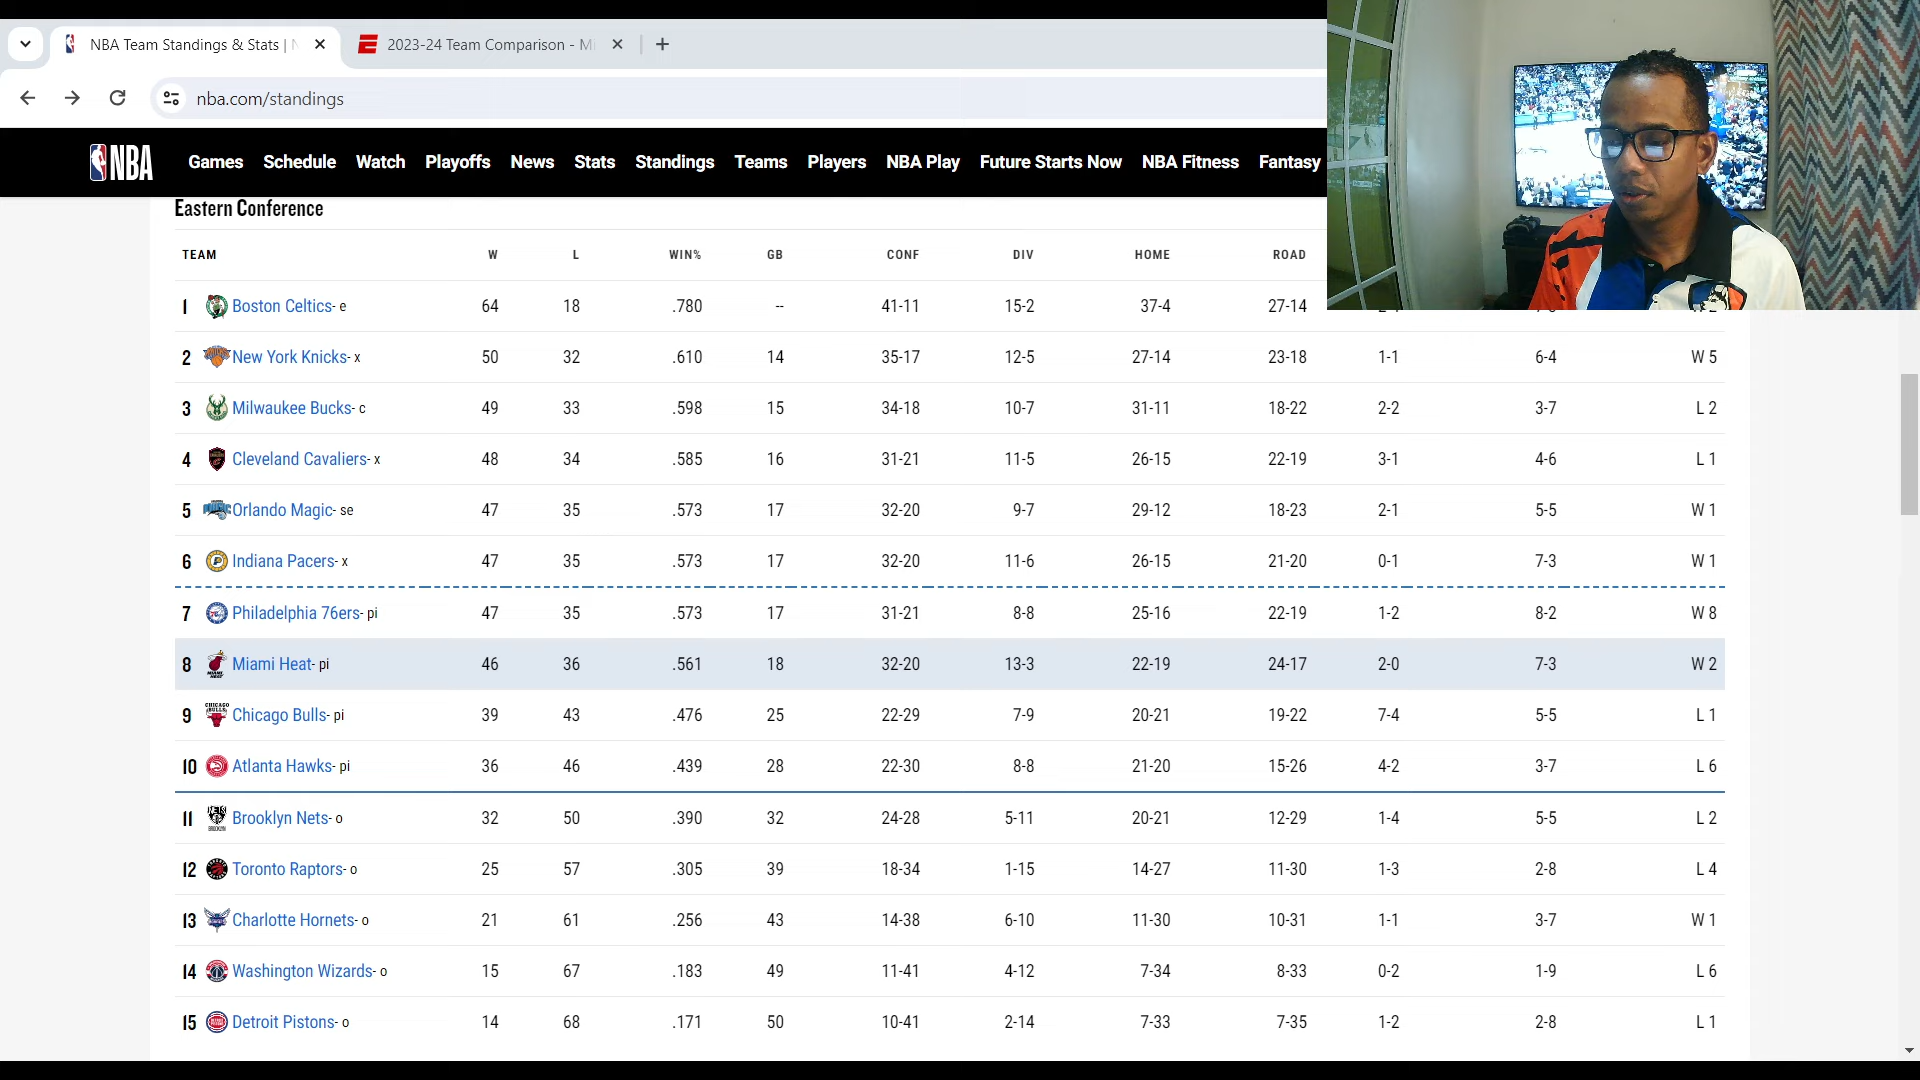 NBA Team Standings & Stats | N
2023-24 Team Comparison - Mi
nba.com/standings
NBA Games Schedule Watch Playoffs News Stats Standings Teams Players NBA Play Future Starts Now NBA Fitness Fantasy
Eastern Conference
TEAM W L WIN% GB CONF DIV HOME ROAD
1 Boston Celtics- e 64 18 .780 -- 41-11 15-2 37-4 27-14
2 New York Knicks- x 50 32 .610 14 35-17 12-5 27-14 23-18 1-1 6-4 W 5
3 Milwaukee Bucks- c 49 33 .598 15 34-18 10-7 31-11 18-22 2-2 3-7 L 2
4 Cleveland Cavaliers- x 48 34 .585 16 31-21 11-5 26-15 22-19 3-1 4-6 L 1
5 Orlando Magic- se 47 35 .573 17 32-20 9-7 29-12 18-23 2-1 5-5 W 1
6 Indiana Pacers- x 47 35 .573 17 32-20 11-6 26-15 21-20 0-1 7-3 W 1
7 Philadelphia 76ers- pi 47 35 .573 17 31-21 8-8 25-16 22-19 1-2 8-2 W 8
8 Miami Heat- pi 46 36 .561 18 32-20 13-3 22-19 24-17 2-0 7-3 W 2
9 Chicago Bulls- pi 39 43 .476 25 22-29 7-9 20-21 19-22 7-4 5-5 L 1
10 Atlanta Hawks- pi 36 46 .439 28 22-30 8-8 21-20 15-26 4-2 3-7 L 6
11 Brooklyn Nets- o 32 50 .390 32 24-28 5-11 20-21 12-29 1-4 5-5 L 2
12 Toronto Raptors- o 25 57 .305 39 18-34 1-15 14-27 11-30 1-3 2-8 L 4
13 Charlotte Hornets- o 21 61 .256 43 14-38 6-10 11-30 10-31 1-1 3-7 W 1
14 Washington Wizards- o 15 67 .183 49 11-41 4-12 7-34 8-33 0-2 1-9 L 6
15 Detroit Pistons- o 14 68 .171 50 10-41 2-14 7-33 7-35 1-2 2-8 L 1